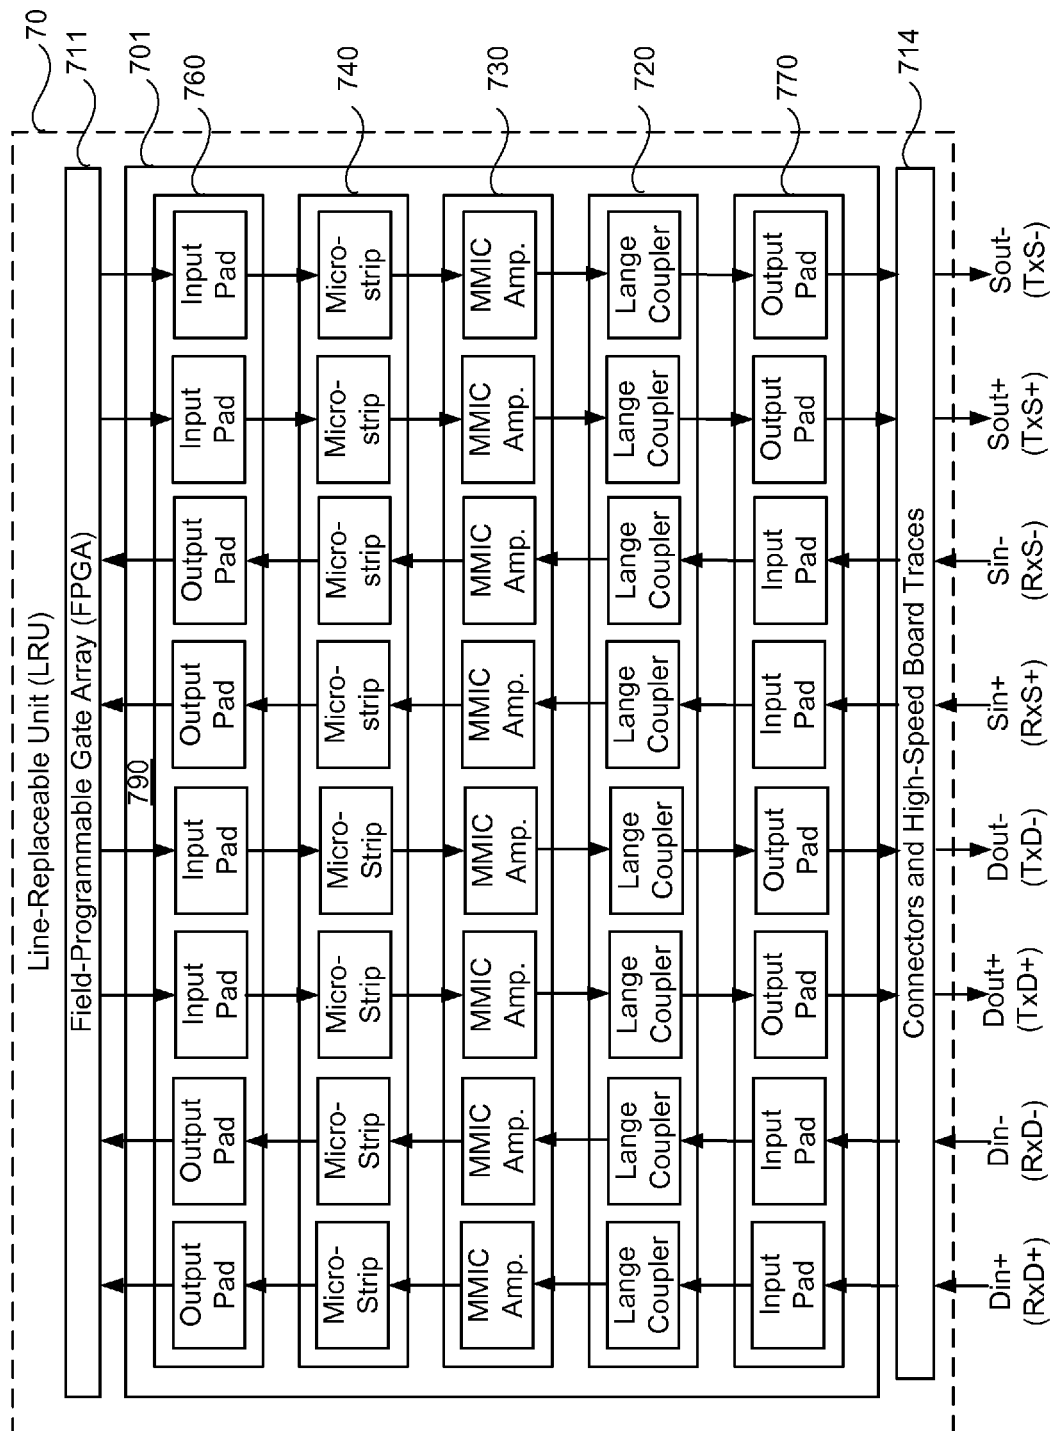 Line-Replaceable Unit (LRU)
70
Field-Programmable Gate Array (FPGA)
711
790
701
Output Pad
Output Pad
Input Pad
Input Pad
Output Pad
Output Pad
Input Pad
Input Pad
760
Micro-
Strip
Micro-
Strip
Micro-
Strip
Micro-
Strip
Micro-
strip
Micro-
strip
Micro-
strip
Micro-
strip
740
MMIC
Amp.
MMIC
Amp.
MMIC
Amp.
MMIC
Amp.
MMIC
Amp.
MMIC
Amp.
MMIC
Amp.
MMIC
Amp.
730
Lange
Coupler
Lange
Coupler
Lange
Coupler
Lange
Coupler
Lange
Coupler
Lange
Coupler
Lange
Coupler
Lange
Coupler
720
Input
Pad
Input
Pad
Output
Pad
Output
Pad
Input
Pad
Input
Pad
Output
Pad
Output
Pad
770
Connectors and High-Speed Board Traces
714
Din+
(RxD+)
Din-
(RxD-)
Dout+
(TxD+)
Dout-
(TxD-)
Sin+
(RxS+)
Sin-
(RxS-)
Sout+
(TxS+)
Sout-
(TxS-)